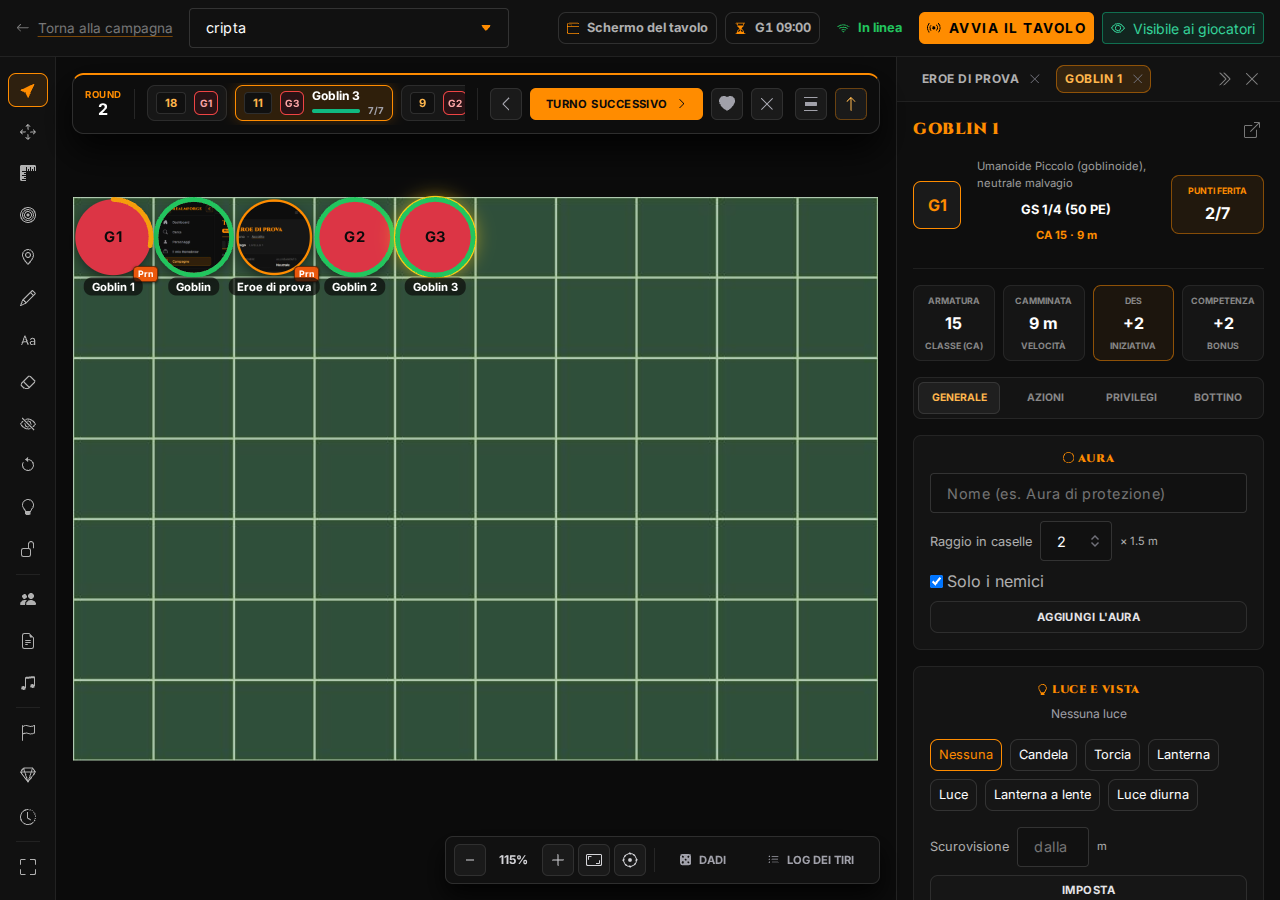 Torna alla campagna
cripta
Schermo del tavolo
G1 09:00
In linea
AVVIA IL TAVOLO
Visibile ai giocatori
ROUND
2
18 G1
11 G3 Goblin 3 7/7
9 G2
TURNO SUCCESSIVO
EROE DI PROVA
GOBLIN 1
GOBLIN 1
G1
Umanoide Piccolo (goblinoide),
neutrale malvagio
GS 1/4 (50 PE)
CA 15 · 9 m
PUNTI FERITA
2/7
ARMATURA
15
CLASSE (CA)
CAMMINATA
9 m
VELOCITÀ
DES
+2
INIZIATIVA
COMPETENZA
+2
BONUS
GENERALE
AZIONI
PRIVILEGI
BOTTINO
AURA
Nome (es. Aura di protezione)
Raggio in caselle 2 × 1.5 m
Solo i nemici
AGGIUNGI L'AURA
LUCE E VISTA
Nessuna luce
Nessuna Candela Torcia Lanterna
Luce Lanterna a lente Luce diurna
Scurovisione dalla m
IMPOSTA
G1
EROE DI PROVA
G2
G3
Prn
Prn
Goblin 1
Goblin
Eroe di prova
Goblin 2
Goblin 3
Aa
115%
DADI
LOG DEI TIRI